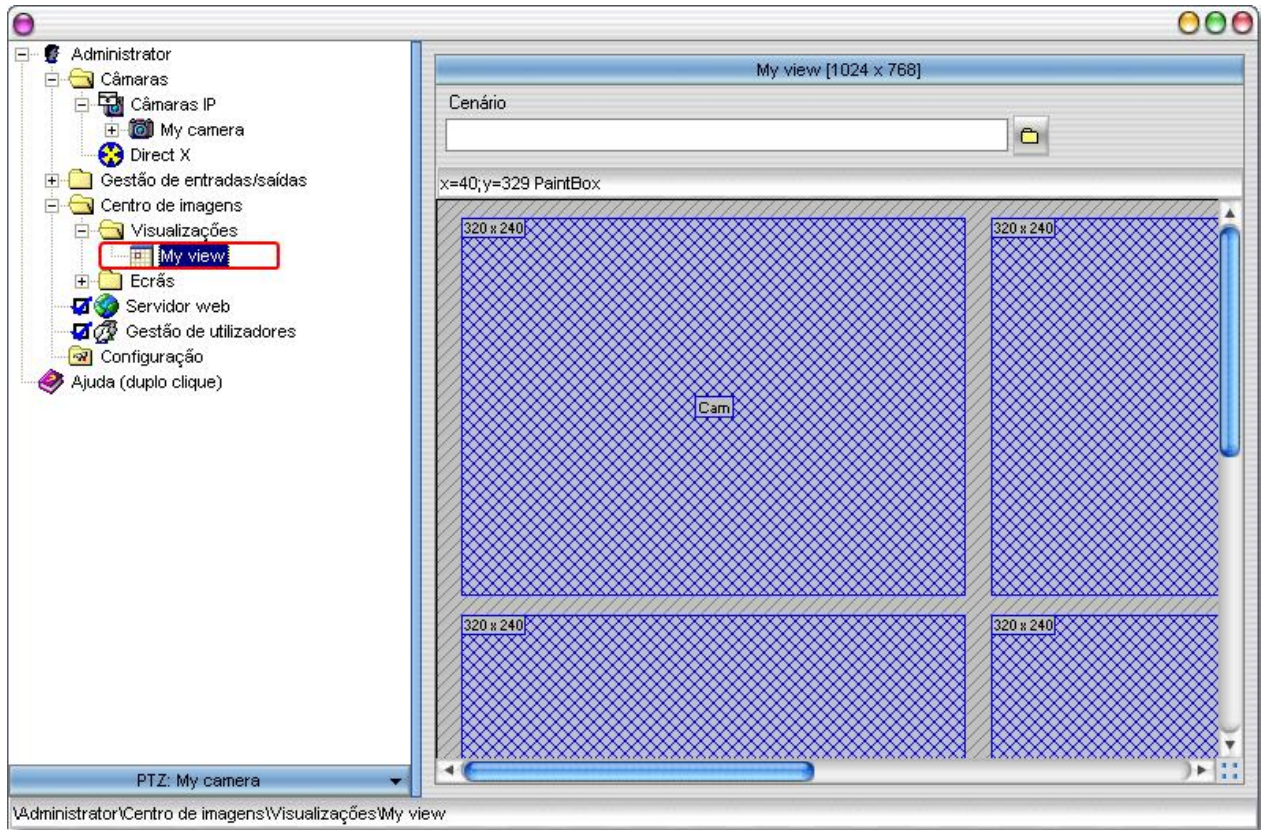 Administrator
Câmaras
Câmaras IP
My camera
Direct X
Gestão de entradas/saídas
Centro de imagens
Visualizações
My view
Ecrãs
Servidor web
Gestão de utilizadores
Configuração
Ajuda (duplo clique)
PTZ: My camera
My view [1024 x 768]
Cenário
x=40;y=329 PaintBox
320 x 240
320 x 240
Cam
320 x 240
320 x 240
\Administrator\Centro de imagens\Visualizações\My view